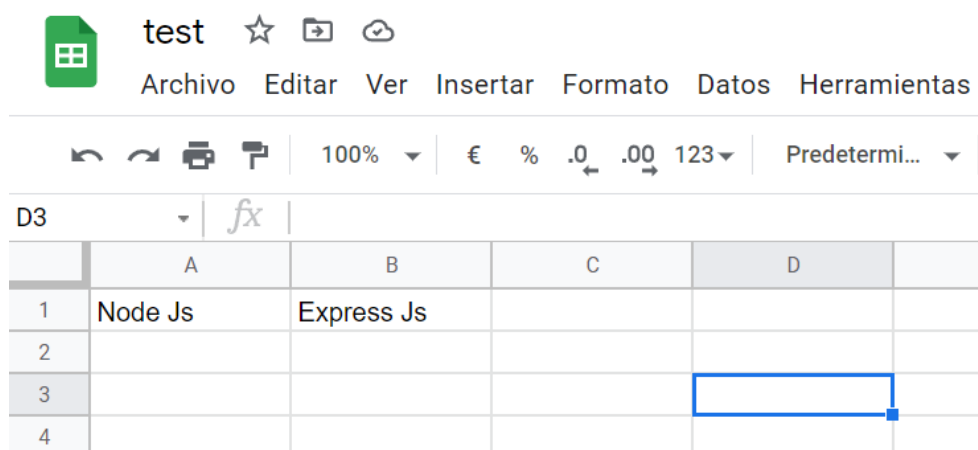 test
Archivo Editar Ver Insertar Formato Datos Herramientas
100% € % .0 .00 123 Predetermi...
D3 fx
A B C D
1 Node Js Express Js
2
3
4